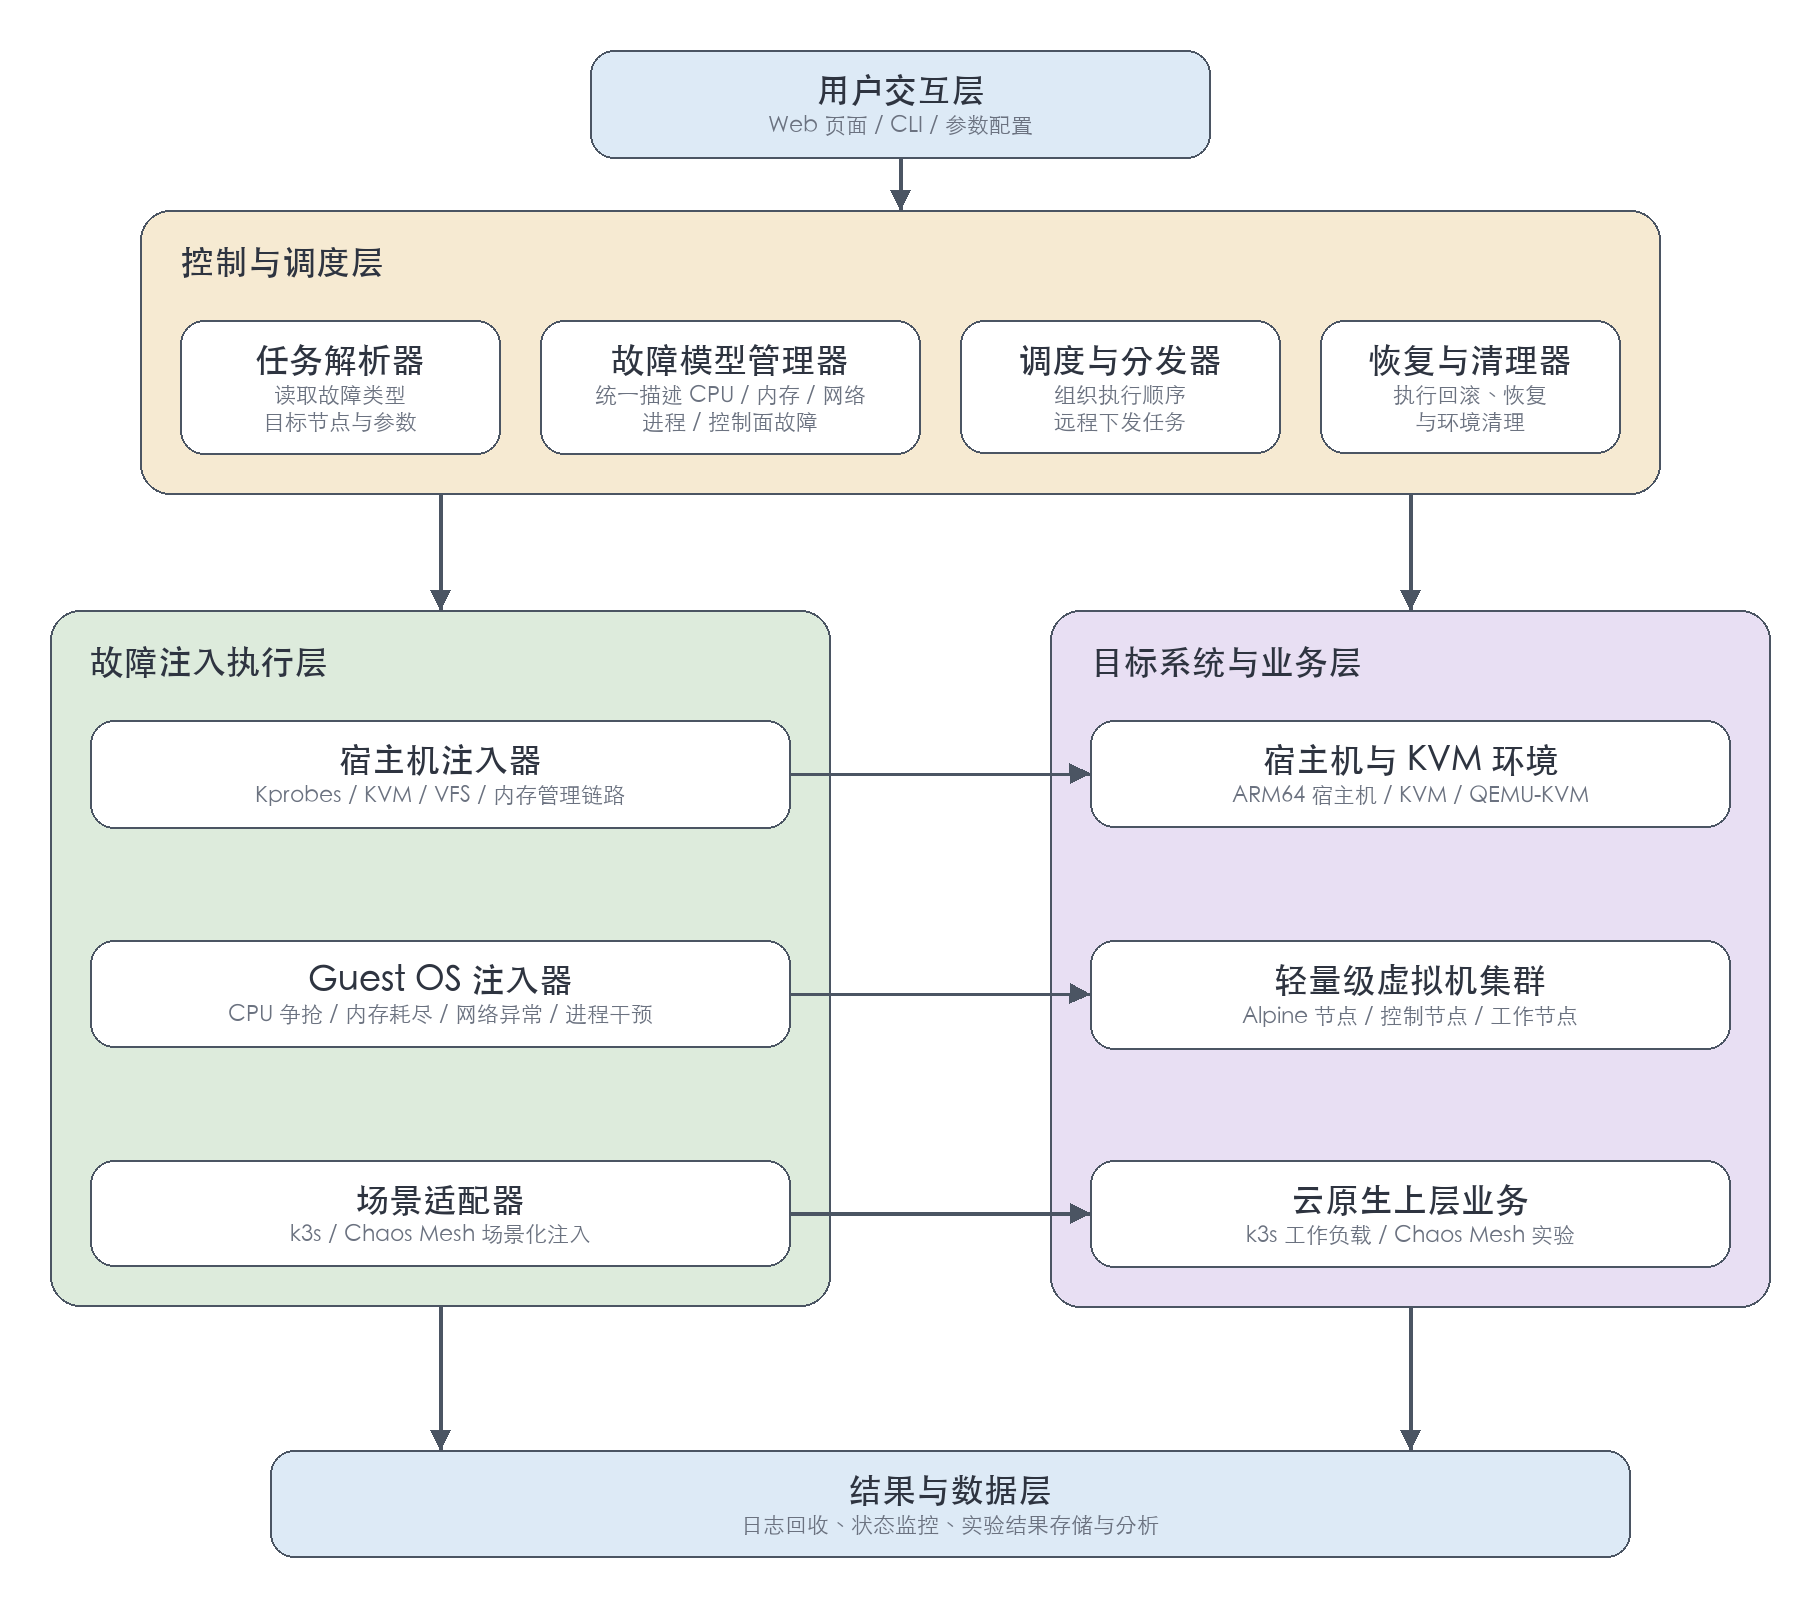 用户交互层
Web 页面 / CLI / 参数配置
控制与调度层
任务解析器
读取故障类型
目标节点与参数
故障模型管理器
统一描述 CPU / 内存 / 网络
进程 / 控制面故障
调度与分发器
组织执行顺序
远程下发任务
恢复与清理器
执行回滚、恢复
与环境清理
故障注入执行层
宿主机注入器
Kprobes / KVM / VFS / 内存管理链路
Guest OS 注入器
CPU 争抢 / 内存耗尽 / 网络异常 / 进程干预
场景适配器
k3s / Chaos Mesh 场景化注入
目标系统与业务层
宿主机与 KVM 环境
ARM64 宿主机 / KVM / QEMU-KVM
轻量级虚拟机集群
Alpine 节点 / 控制节点 / 工作节点
云原生上层业务
k3s 工作负载 / Chaos Mesh 实验
结果与数据层
日志回收、状态监控、实验结果存储与分析